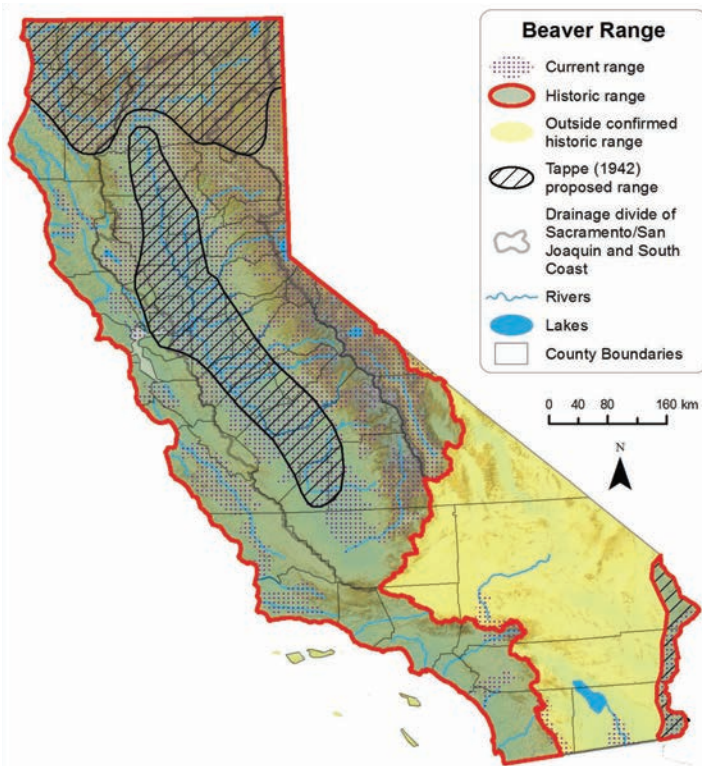 Beaver Range
Current range
Historic range
Outside confirmed
historic range
Tappe (1942)
proposed range
Drainage divide of
Sacramento/San
Joaquin and South
Coast
Rivers
Lakes
County Boundaries
0 40 80 160 km
N